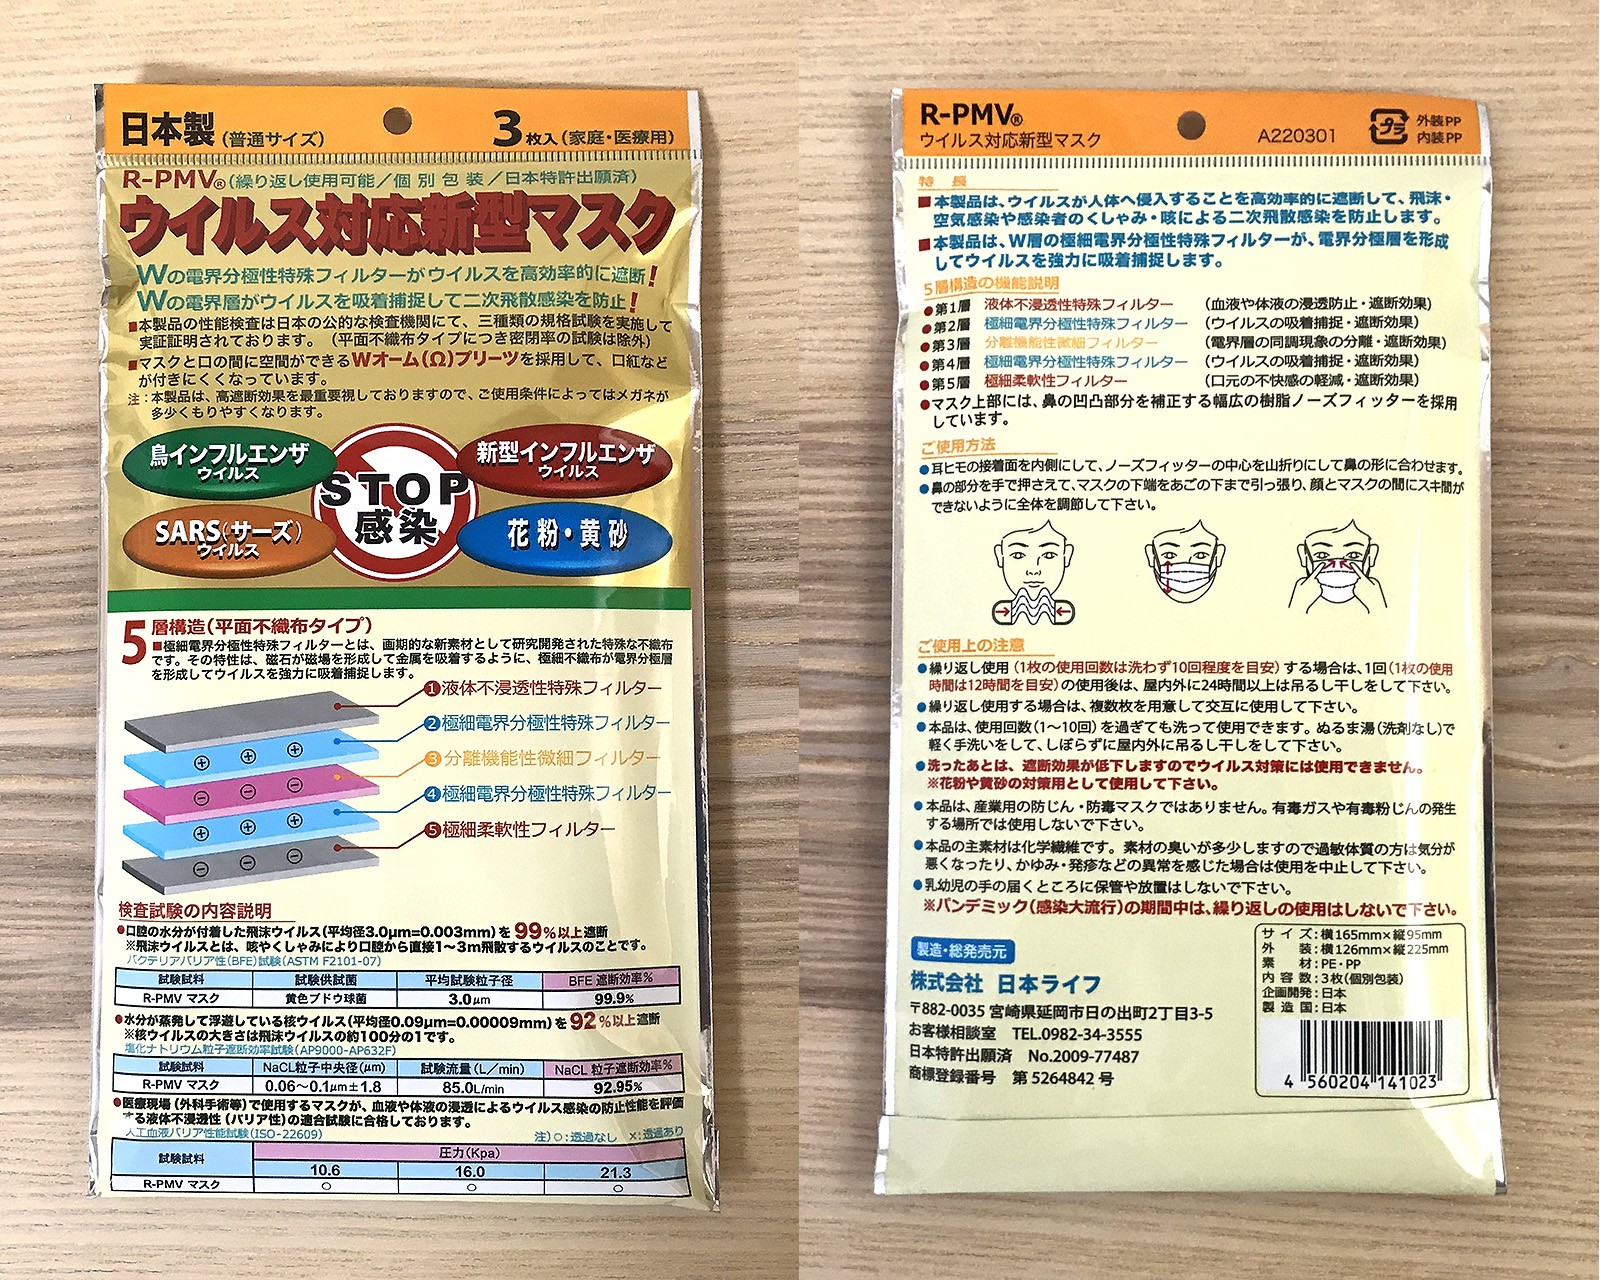 日本製(普通サイズ)
3枚入(家庭・医療用)
R-PMV®(繰り返し使用可能／個別包装／日本特許出願済)
ウイルス対応新型マスク
Wの電界分極性特殊フィルターがウイルスを高効率的に遮断!
Wの電界層がウイルスを吸着捕捉して二次飛散感染を防止!
■本製品の性能検査は日本の公的な検査機関にて、三種類の規格試験を実施して
実証証明されております。(平面不織布タイプにつき密閉率の試験は除外)
■マスクと口の間に空間ができるWオーム(Ω)プリーツを採用して、口紅など
が付きにくくなっています。
注:本製品は、高遮断効果を最重要視しておりますので、ご使用条件によってはメガネが
多少くもりやすくなります。
鳥インフルエンザ
ウイルス
新型インフルエンザ
ウイルス
STOP
感染
SARS(サーズ)
ウイルス
花粉・黄砂
5層構造(平面不織布タイプ)
■極細電界分極性特殊フィルターとは、画期的な新素材として研究開発された特殊な不織布
です。その特性は、磁石が磁場を形成して金属を吸着するように、極細不織布が電界分極層
を形成してウイルスを強力に吸着捕捉します。
①液体不浸透性特殊フィルター
②極細電界分極性特殊フィルター
③分離機能性微細フィルター
④極細電界分極性特殊フィルター
⑤極細柔軟性フィルター
検査試験の内容説明
●口腔の水分が付着した飛沫ウイルス(平均径3.0μm=0.003mm)を99%以上遮断
※飛沫ウイルスとは、咳やくしゃみにより口腔から直接1〜3m飛散するウイルスのことです。
バクテリアバリア性(BFE)試験(ASTM F2101-07)
試験試料 試験供試菌 平均試験粒子径 BFE 遮断効率%
R-PMV マスク 黄色ブドウ球菌 3.0μm 99.9%
●水分が蒸発して浮遊している核ウイルス(平均径0.09μm=0.00009mm)を92%以上遮断
※核ウイルスの大きさは飛沫ウイルスの約100分の1です。
塩化ナトリウム粒子遮断効率試験(AP9000-AP632F)
試験試料 NaCL粒子中央径(μm) 試験流量(L／min) NaCL 粒子遮断効率%
R-PMV マスク 0.06〜0.1μm±1.8 85.0L/min 92.95%
●医療現場(外科手術等)で使用するマスクが、血液や体液の浸透によるウイルス感染の防止性能を評価
する液体不浸透性(バリア性)の適合試験に合格しております。
人工血液バリア性能試験(ISO-22609)
注)○:透過なし ×:透過あり
試験試料 圧力(Kpa)
10.6 16.0 21.3
R-PMV マスク ○ ○ ○
R-PMV®
ウイルス対応新型マスク
A220301
プラ
外装PP
内装PP
特長
■本製品は、ウイルスが人体へ侵入することを高効率的に遮断して、飛沫・
空気感染や感染者のくしゃみ・咳による二次飛散感染を防止します。
■本製品は、W層の極細電界分極性特殊フィルターが、電界分極層を形成
してウイルスを強力に吸着捕捉します。
5層構造の機能説明
●第1層 液体不浸透性特殊フィルター (血液や体液の浸透防止・遮断効果)
●第2層 極細電界分極性特殊フィルター (ウイルスの吸着捕捉・遮断効果)
●第3層 分離機能性微細フィルター (電界層の同調現象の分離・遮断効果)
●第4層 極細電界分極性特殊フィルター (ウイルスの吸着捕捉・遮断効果)
●第5層 極細柔軟性フィルター (口元の不快感の軽減・遮断効果)
●マスク上部には、鼻の凹凸部分を補正する幅広の樹脂ノーズフィッターを採用
しています。
ご使用方法
●耳ヒモの接着面を内側にして、ノーズフィッターの中心を山折りにして鼻の形に合わせます。
●鼻の部分を手で押さえて、マスクの下端をあごの下まで引っ張り、顔とマスクの間にスキ間が
できないように全体を調節して下さい。
ご使用上の注意
●繰り返し使用(1枚の使用回数は洗わず10回程度を目安)する場合は、1回(1枚の使用
時間は12時間を目安)の使用後は、屋内外に24時間以上は吊るし干しをして下さい。
●繰り返し使用する場合は、複数枚を用意して交互に使用して下さい。
●本品は、使用回数(1〜10回)を過ぎても洗って使用できます。ぬるま湯(洗剤なし)で
軽く手洗いをして、しぼらずに屋内外に吊るし干しをして下さい。
●洗ったあとは、遮断効果が低下しますのでウイルス対策には使用できません。
※花粉や黄砂の対策用として使用して下さい。
●本品は、産業用の防じん・防毒マスクではありません。有毒ガスや有毒粉じんの発生
する場所では使用しないで下さい。
●本品の主素材は化学繊維です。素材の臭いが多少しますので過敏体質の方は気分が
悪くなったり、かゆみ・発疹などの異常を感じた場合は使用を中止して下さい。
●乳幼児の手の届くところに保管や放置はしないで下さい。
※パンデミック(感染大流行)の期間中は、繰り返しの使用はしないで下さい。
製造・総発売元
株式会社 日本ライフ
〒882-0035 宮崎県延岡市日の出町2丁目3-5
お客様相談室 TEL.0982-34-3555
日本特許出願済 No.2009-77487
商標登録番号 第5264842号
サイズ:横165mm×縦95mm
外装:横126mm×縦225mm
素材:PE・PP
内容数:3枚(個別包装)
企画開発:日本
製造国:日本
4 560204 141023